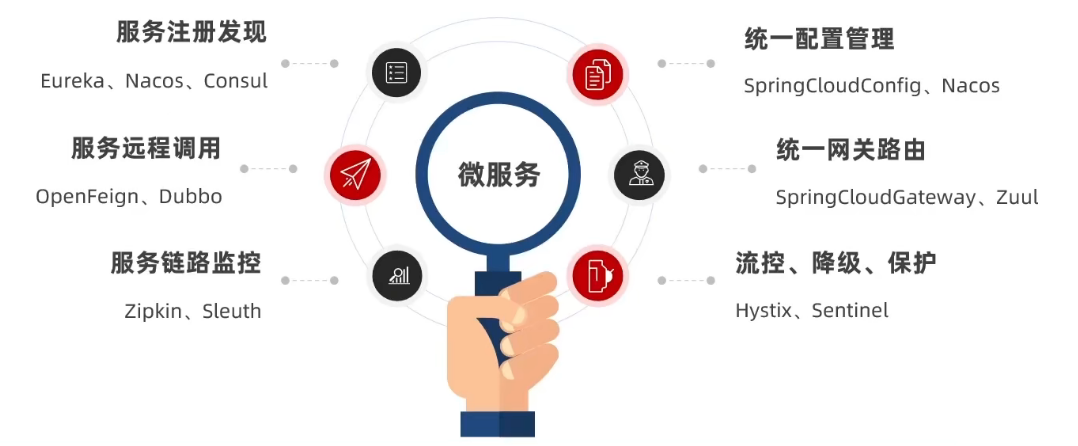 服务注册发现
Eureka、Nacos、Consul
服务远程调用
OpenFeign、Dubbo
服务链路监控
Zipkin、Sleuth
微服务
统一配置管理
SpringCloudConfig、Nacos
统一网关路由
SpringCloudGateway、Zuul
流控、降级、保护
Hystix、Sentinel